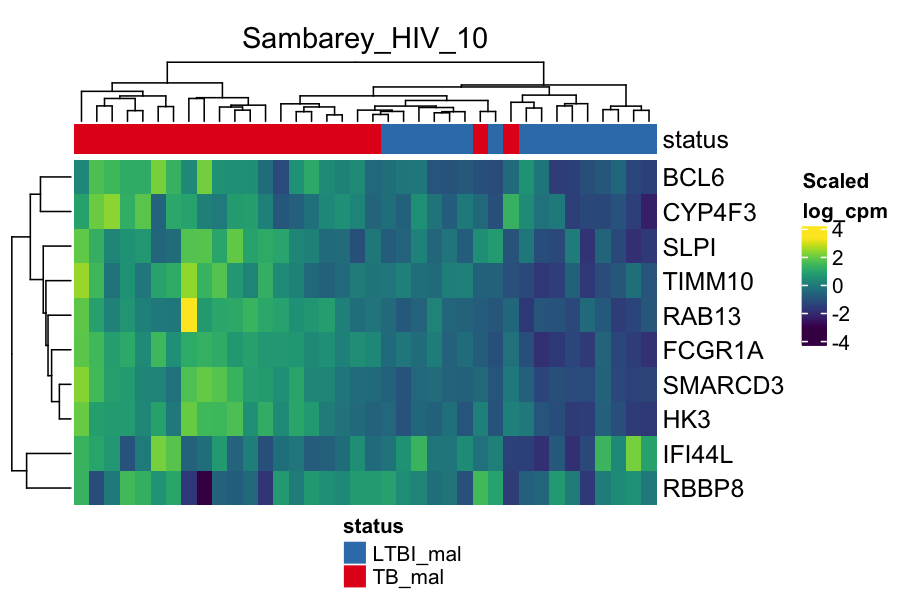 Sambarey_HIV_10
status
BCL6
CYP4F3
SLPI
TIMM10
RAB13
FCGR1A
SMARCD3
HK3
IFI44L
RBBP8
Scaled
log_cpm
4
2
0
-2
-4
status
LTBI_mal
TB_mal